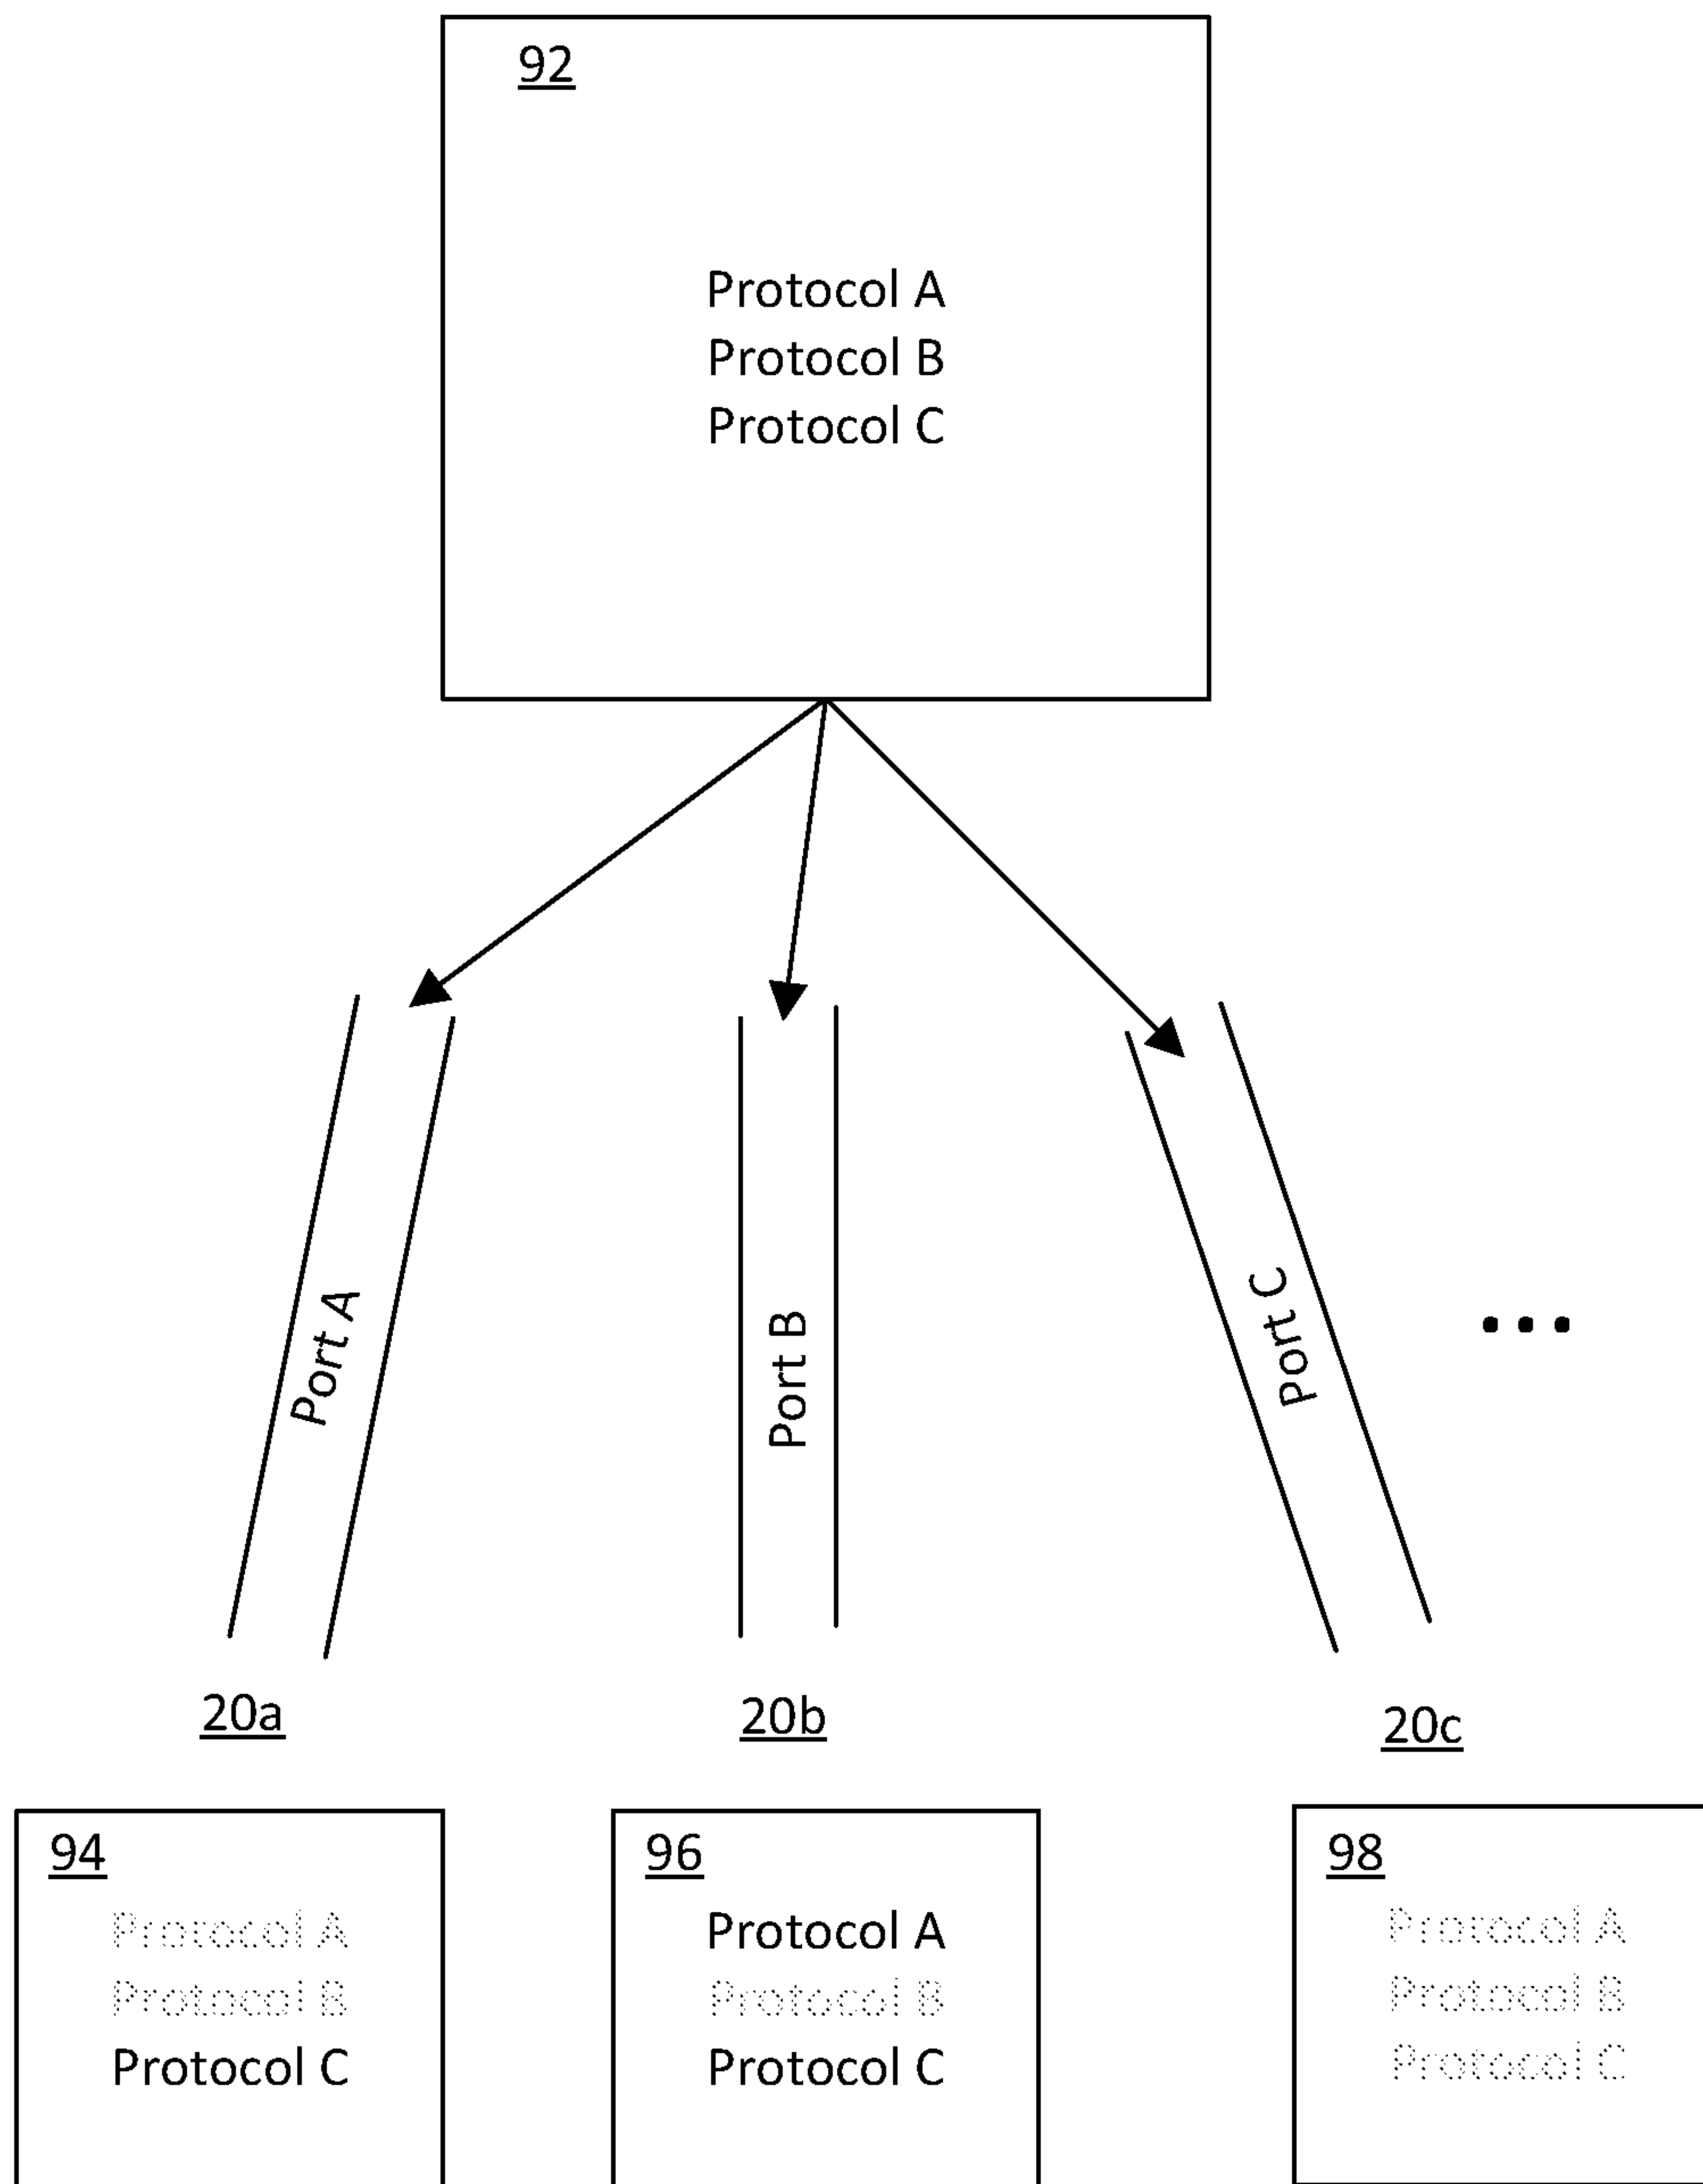 92
Protocol A
Protocol B
Protocol C
Port A
Port B
Port C
...
20a
20b
20c
94
Protocol A
Protocol B
Protocol C
96
Protocol A
Protocol B
Protocol C
98
Protocol A
Protocol B
Protocol C